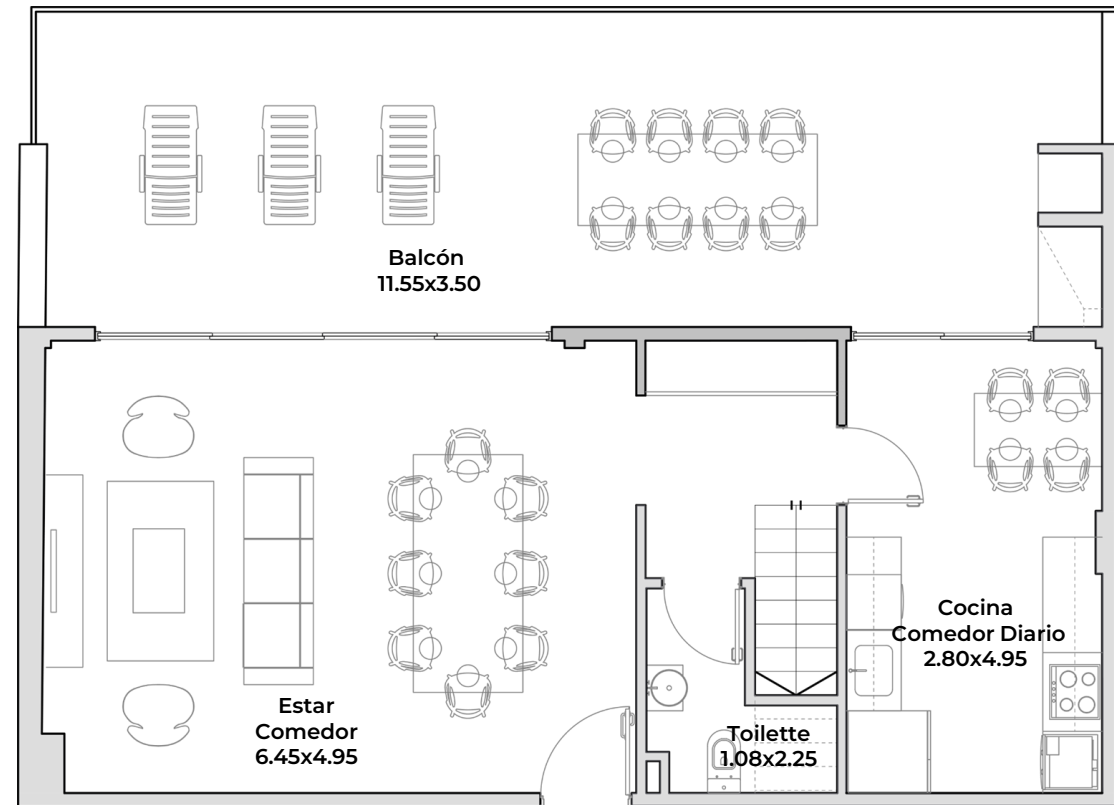 Balcón
11.55x3.50
Estar
Comedor
6.45x4.95
Toilette
1.08x2.25
Cocina
Comedor Diario
2.80x4.95